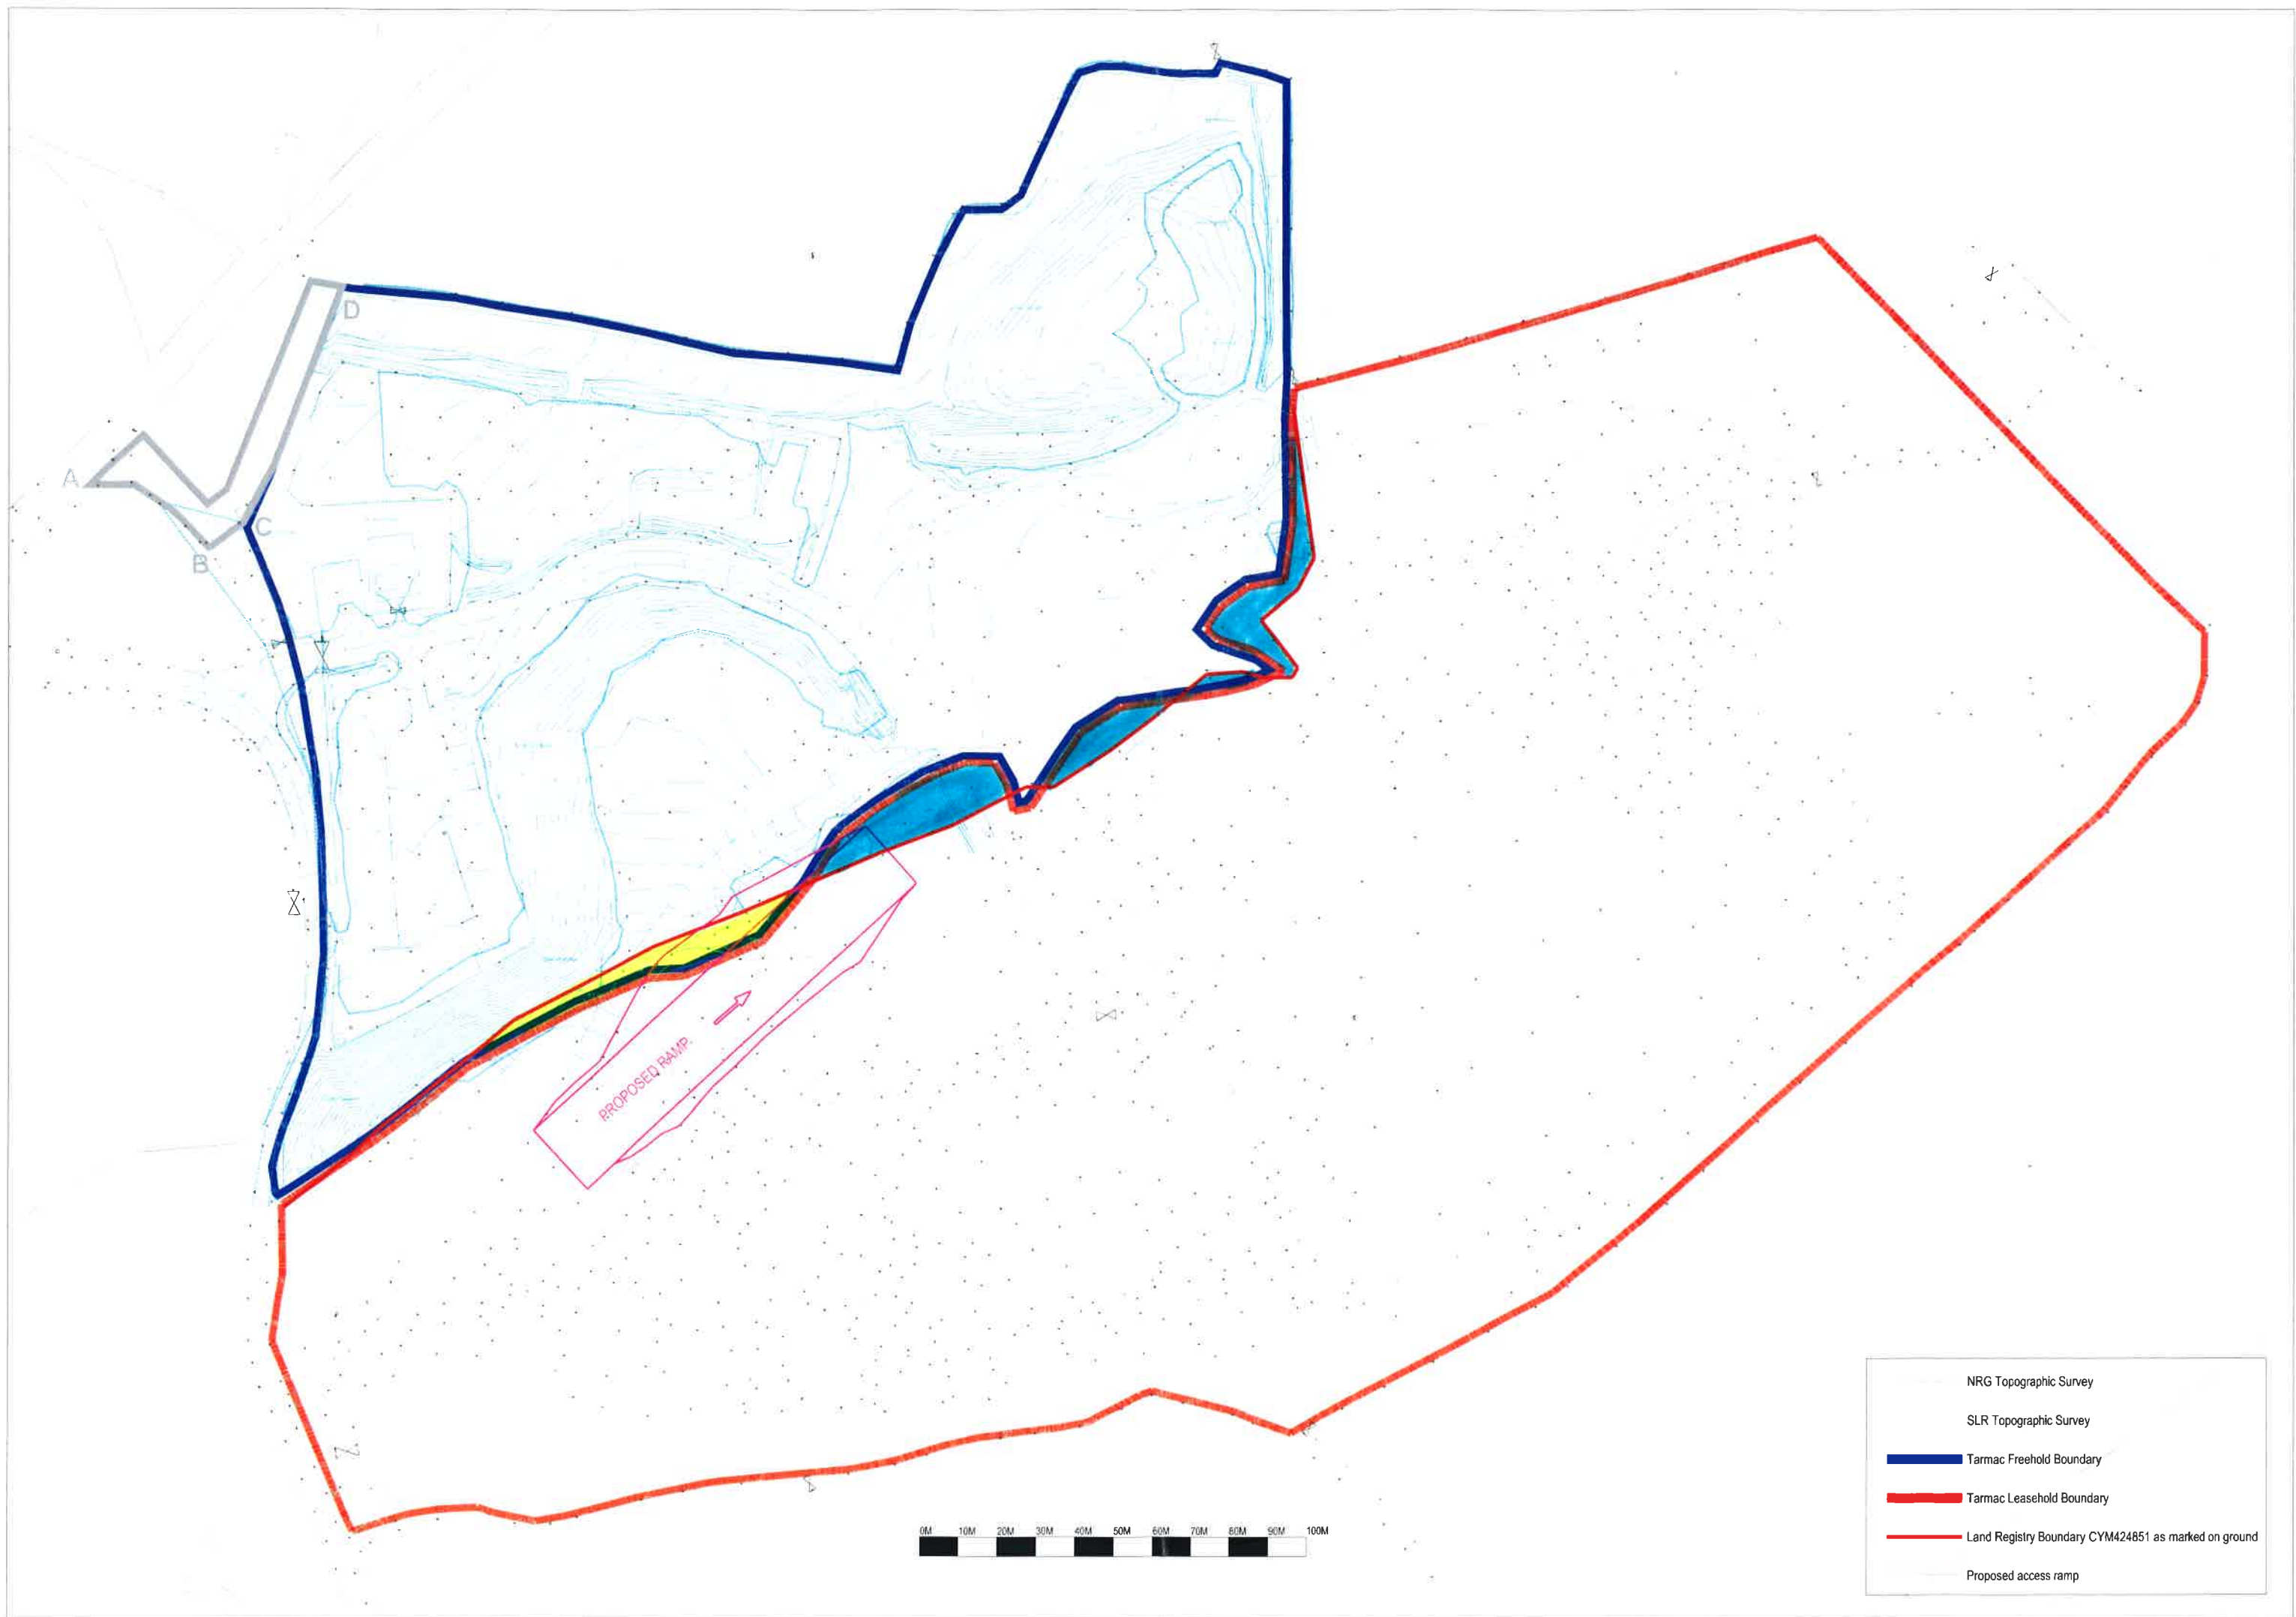 D
A
C
B
PROPOSED RAMP
0M 10M 20M 30M 40M 50M 60M 70M 80M 90M 100M
NRG Topographic Survey
SLR Topographic Survey
Tarmac Freehold Boundary
Tarmac Leasehold Boundary
Land Registry Boundary CYM424851 as marked on ground
Proposed access ramp